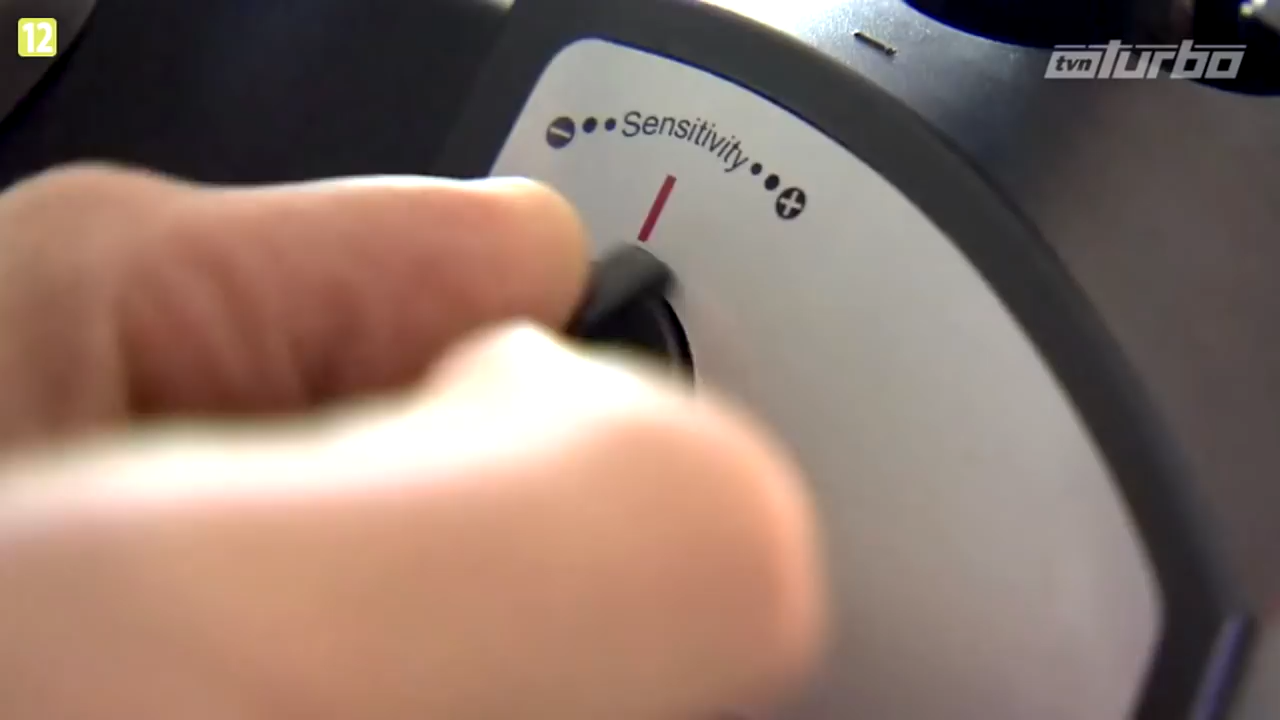 12
tvn turbo
− •• Sensitivity •• +